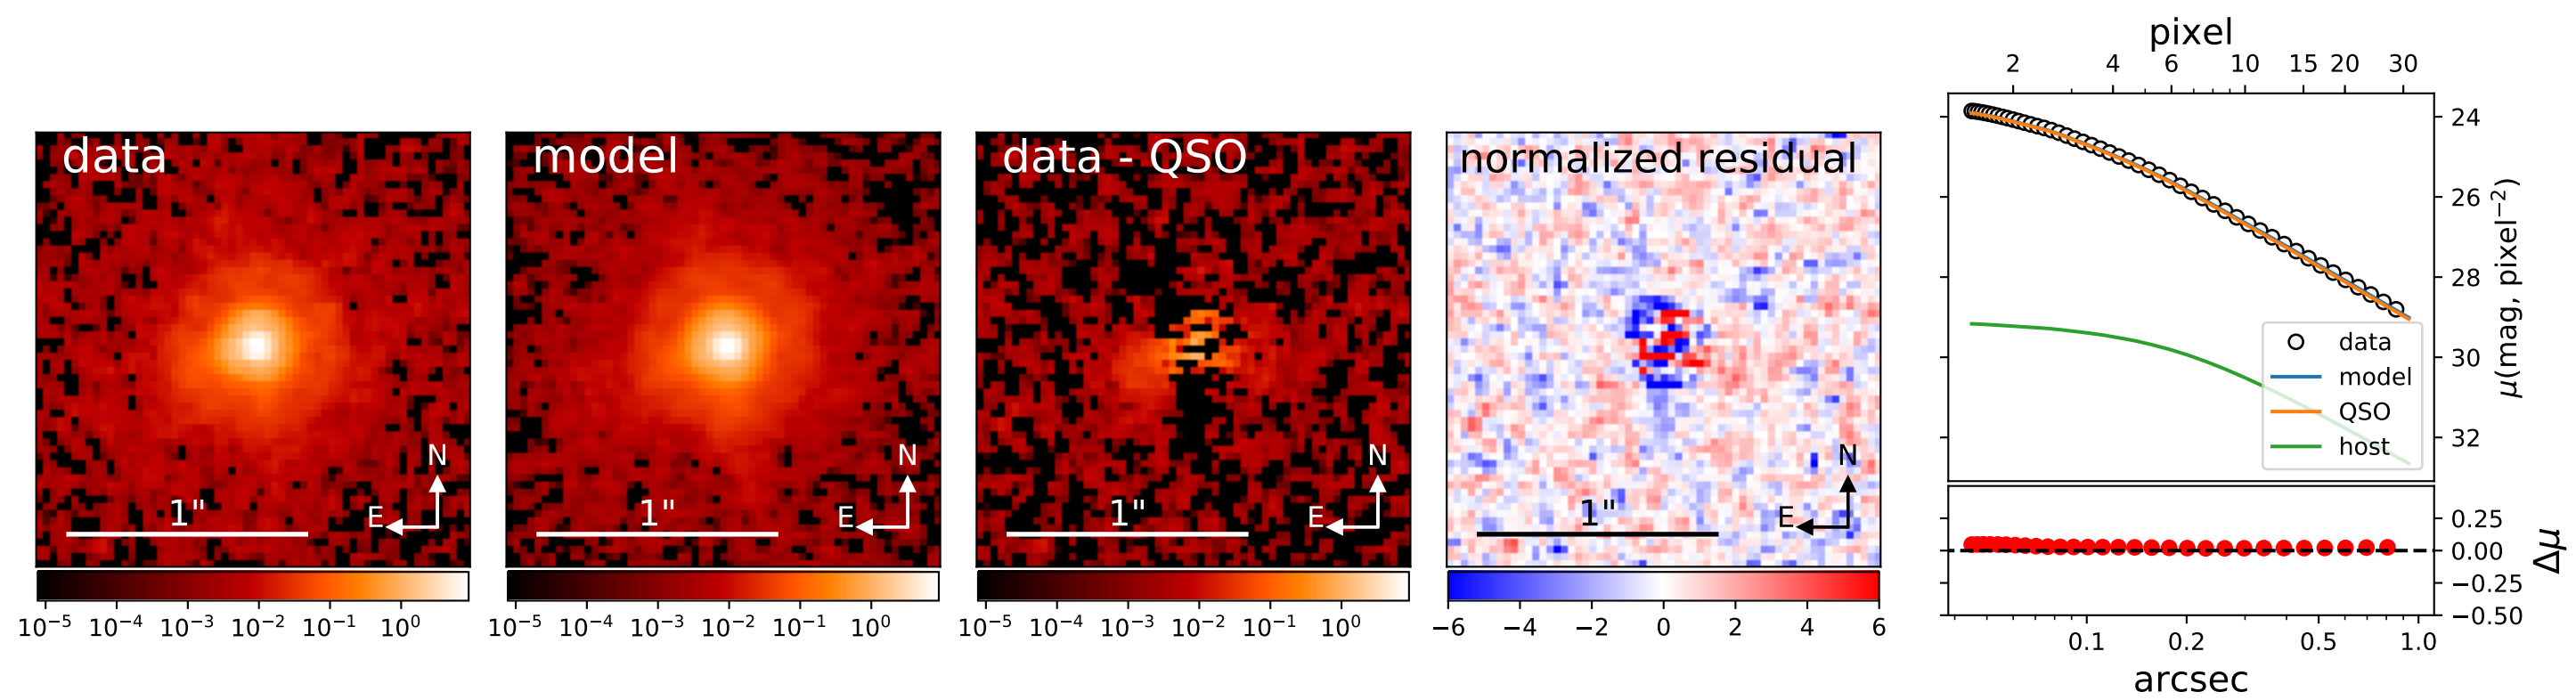 data
N
E
1"
10⁻⁵ 10⁻⁴ 10⁻³ 10⁻² 10⁻¹ 10⁰
model
N
E
1"
10⁻⁵ 10⁻⁴ 10⁻³ 10⁻² 10⁻¹ 10⁰
data - QSO
N
E
1"
10⁻⁵ 10⁻⁴ 10⁻³ 10⁻² 10⁻¹ 10⁰
normalized residual
N
E
1"
−6 −4 −2 0 2 4 6
pixel
2 4 6 10 15 20 30
24
26
28
30
32
μ(mag, pixel⁻²)
data
model
QSO
host
0.25
0.00
−0.25
−0.50
Δμ
0.1 0.2 0.5 1.0
arcsec